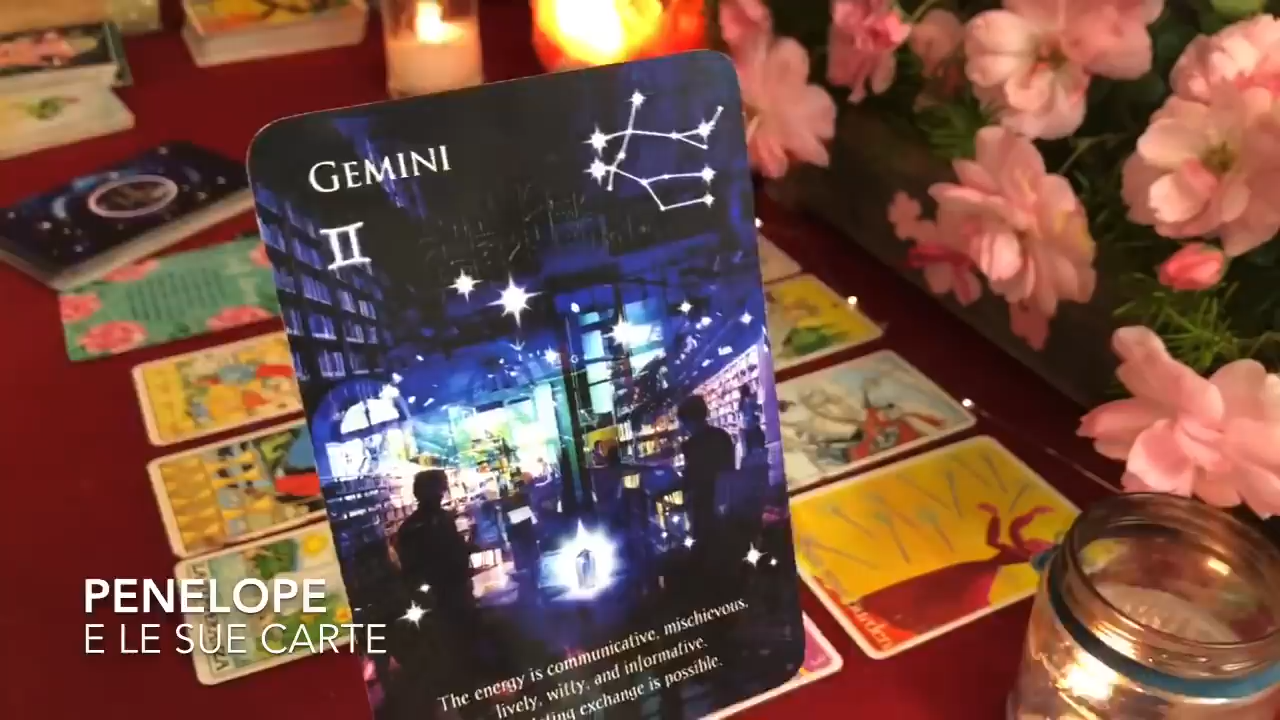 GEMINI
♊
The energy is communicative, mischievous,
lively, witty, and informative.
exchange is possible.
PENELOPE
E LE SUE CARTE